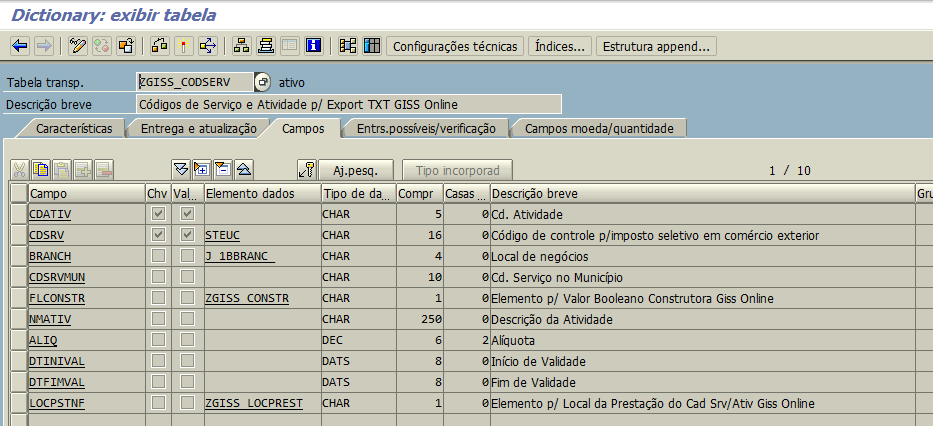 Dictionary: exibir tabela
Configurações técnicas Índices... Estrutura append...
Tabela transp. ZGISS_CODSERV ativo
Descrição breve Códigos de Serviço e Atividade p/ Export TXT GISS Online
Características Entrega e atualização Campos Entrs.possíveis/verificação Campos moeda/quantidade
Aj.pesq. Tipo incorporad 1 / 10
Campo Chv Val... Elemento dados Tipo de da... Compr Casas ... Descrição breve Gru
CDATIV CHAR 5 0 Cd. Atividade
CDSRV STEUC CHAR 16 0 Código de controle p/imposto seletivo em comércio exterior
BRANCH J_1BBRANC_ CHAR 4 0 Local de negócios
CDSRVMUN CHAR 10 0 Cd. Serviço no Município
FLCONSTR ZGISS_CONSTR CHAR 1 0 Elemento p/ Valor Booleano Construtora Giss Online
NMATIV CHAR 250 0 Descrição da Atividade
ALIQ DEC 6 2 Alíquota
DTINIVAL DATS 8 0 Início de Validade
DTFIMVAL DATS 8 0 Fim de Validade
LOCPSTNF ZGISS_LOCPREST CHAR 1 0 Elemento p/ Local da Prestação do Cad Srv/Ativ Giss Online